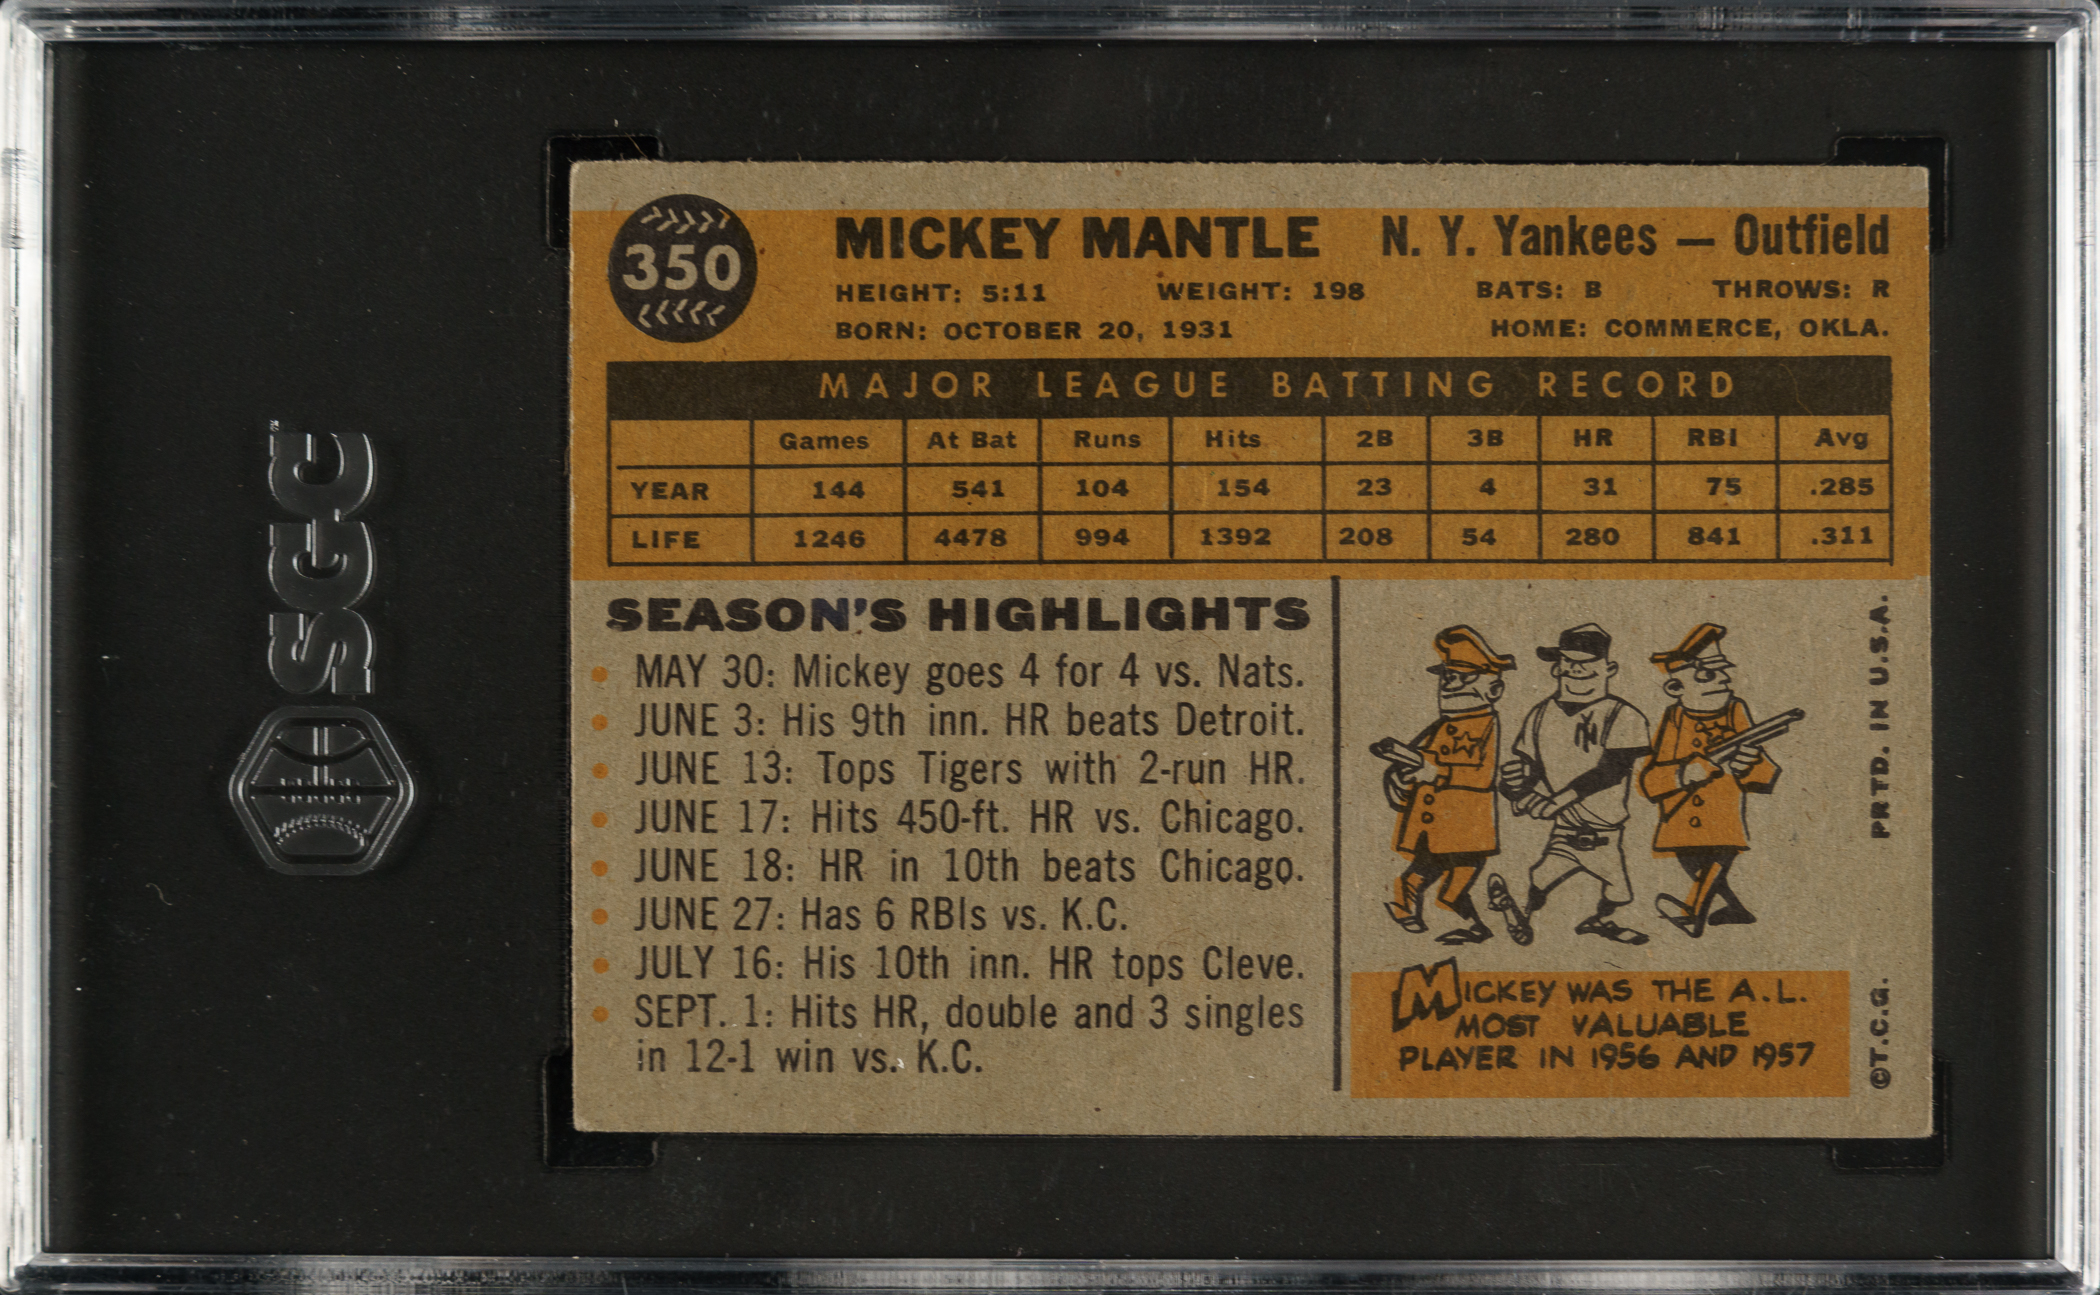 350
MICKEY MANTLE N. Y. Yankees — Outfield
HEIGHT: 5:11 WEIGHT: 198 BATS: B THROWS: R
BORN: OCTOBER 20, 1931 HOME: COMMERCE, OKLA.
MAJOR LEAGUE BATTING RECORD
Games At Bat Runs Hits 2B 3B HR RBI Avg
YEAR 144 541 104 154 23 4 31 75 .285
LIFE 1246 4478 994 1392 208 54 280 841 .311
SEASON'S HIGHLIGHTS
MAY 30: Mickey goes 4 for 4 vs. Nats.
JUNE 3: His 9th inn. HR beats Detroit.
JUNE 13: Tops Tigers with 2-run HR.
JUNE 17: Hits 450-ft. HR vs. Chicago.
JUNE 18: HR in 10th beats Chicago.
JUNE 27: Has 6 RBIs vs. K.C.
JULY 16: His 10th inn. HR tops Cleve.
SEPT. 1: Hits HR, double and 3 singles
in 12-1 win vs. K.C.
NY
MICKEY WAS THE A.L.
MOST VALUABLE
PLAYER IN 1956 AND 1957
©T.C.G. PRTD. IN U.S.A.
SGC